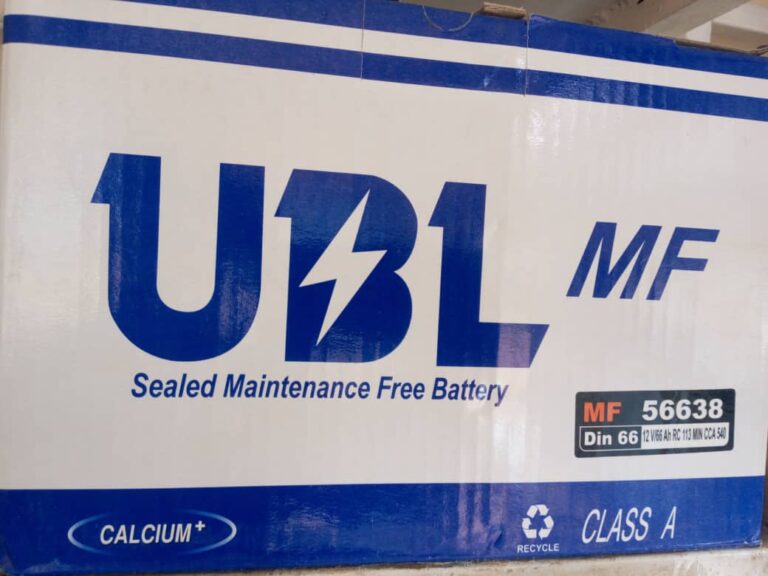 UBL MF
Sealed Maintenance Free Battery
MF 56638
Din 66 12 V/66 Ah RC 113 MIN CCA 540
CALCIUM+
RECYCLE
CLASS A